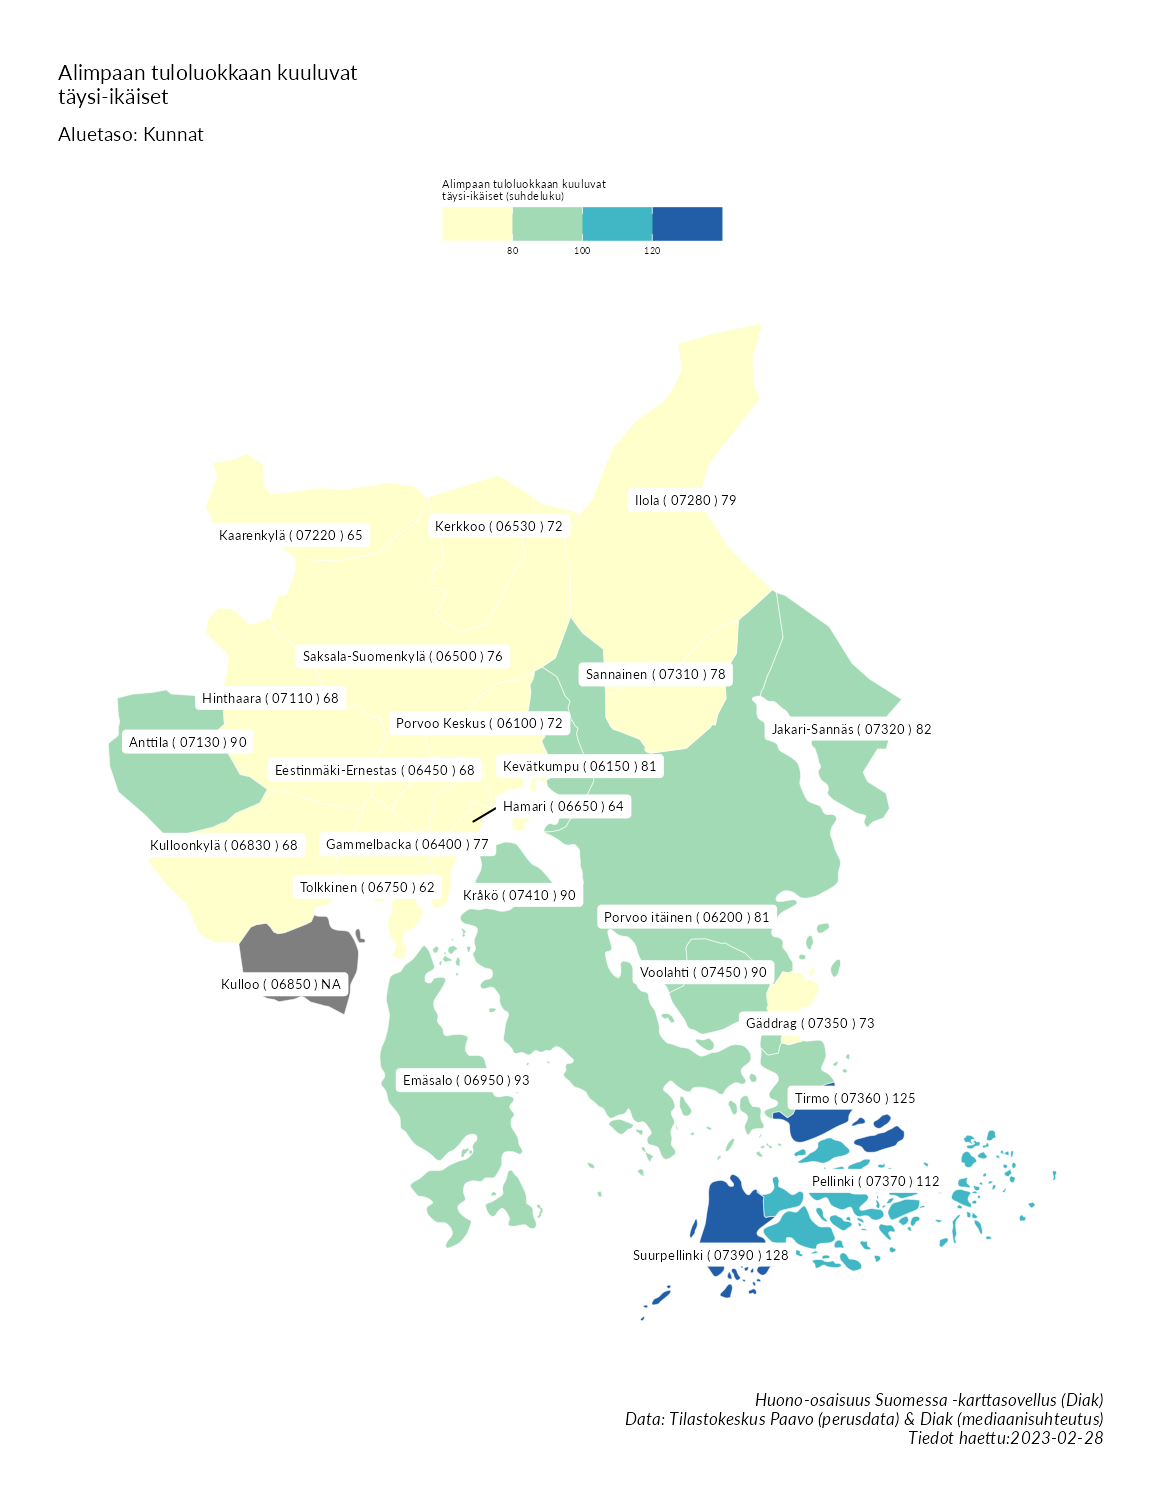 Alimpaan tuloluokkaan kuuluvat
täysi-ikäiset
Aluetaso: Kunnat
Alimpaan tuloluokkaan kuuluvat
täysi-ikäiset (suhdeluku)
80 100 120
Ilola ( 07280 ) 79
Kerkkoo ( 06530 ) 72
Kaarenkylä ( 07220 ) 65
Saksala-Suomenkylä ( 06500 ) 76
Sannainen ( 07310 ) 78
Hinthaara ( 07110 ) 68
Porvoo Keskus ( 06100 ) 72
Jakari-Sannäs ( 07320 ) 82
Anttila ( 07130 ) 90
Eestinmäki-Ernestas ( 06450 ) 68
Kevätkumpu ( 06150 ) 81
Hamari ( 06650 ) 64
Kulloonkylä ( 06830 ) 68
Gammelbacka ( 06400 ) 77
Tolkkinen ( 06750 ) 62
Kråkö ( 07410 ) 90
Porvoo itäinen ( 06200 ) 81
Voolahti ( 07450 ) 90
Kulloo ( 06850 ) NA
Gäddrag ( 07350 ) 73
Emäsalo ( 06950 ) 93
Tirmo ( 07360 ) 125
Pellinki ( 07370 ) 112
Suurpellinki ( 07390 ) 128
Huono-osaisuus Suomessa -karttasovellus (Diak)
Data: Tilastokeskus Paavo (perusdata) & Diak (mediaanisuhteutus)
Tiedot haettu:2023-02-28